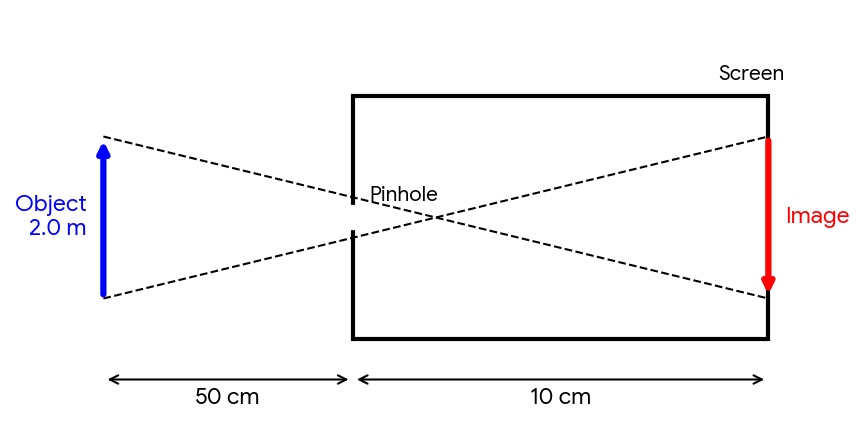 Screen
Pinhole
Object
2.0 m
Image
50 cm
10 cm